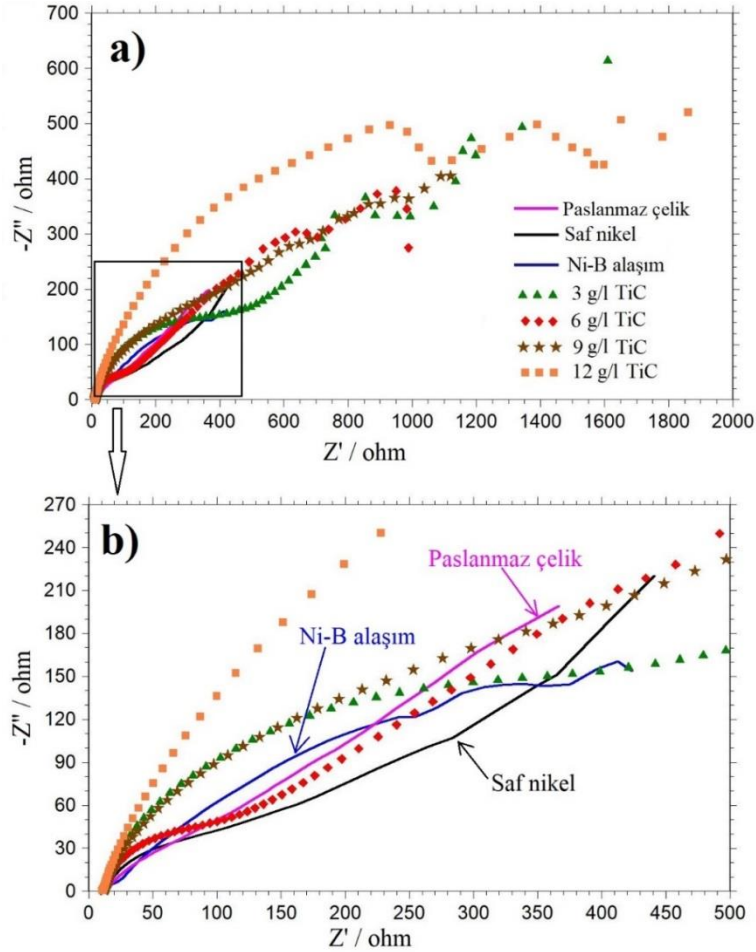 a)
700
600
500
400
300
200
100
0
-Z" / ohm
Paslanmaz çelik
Saf nikel
Ni-B alaşım
3 g/l TiC
6 g/l TiC
9 g/l TiC
12 g/l TiC
0 200 400 600 800 1000 1200 1400 1600 1800 2000
Z' / ohm
b)
270
240
210
180
150
120
90
60
30
0
-Z" / ohm
Paslanmaz çelik
Ni-B alaşım
Saf nikel
0 50 100 150 200 250 300 350 400 450 500
Z' / ohm